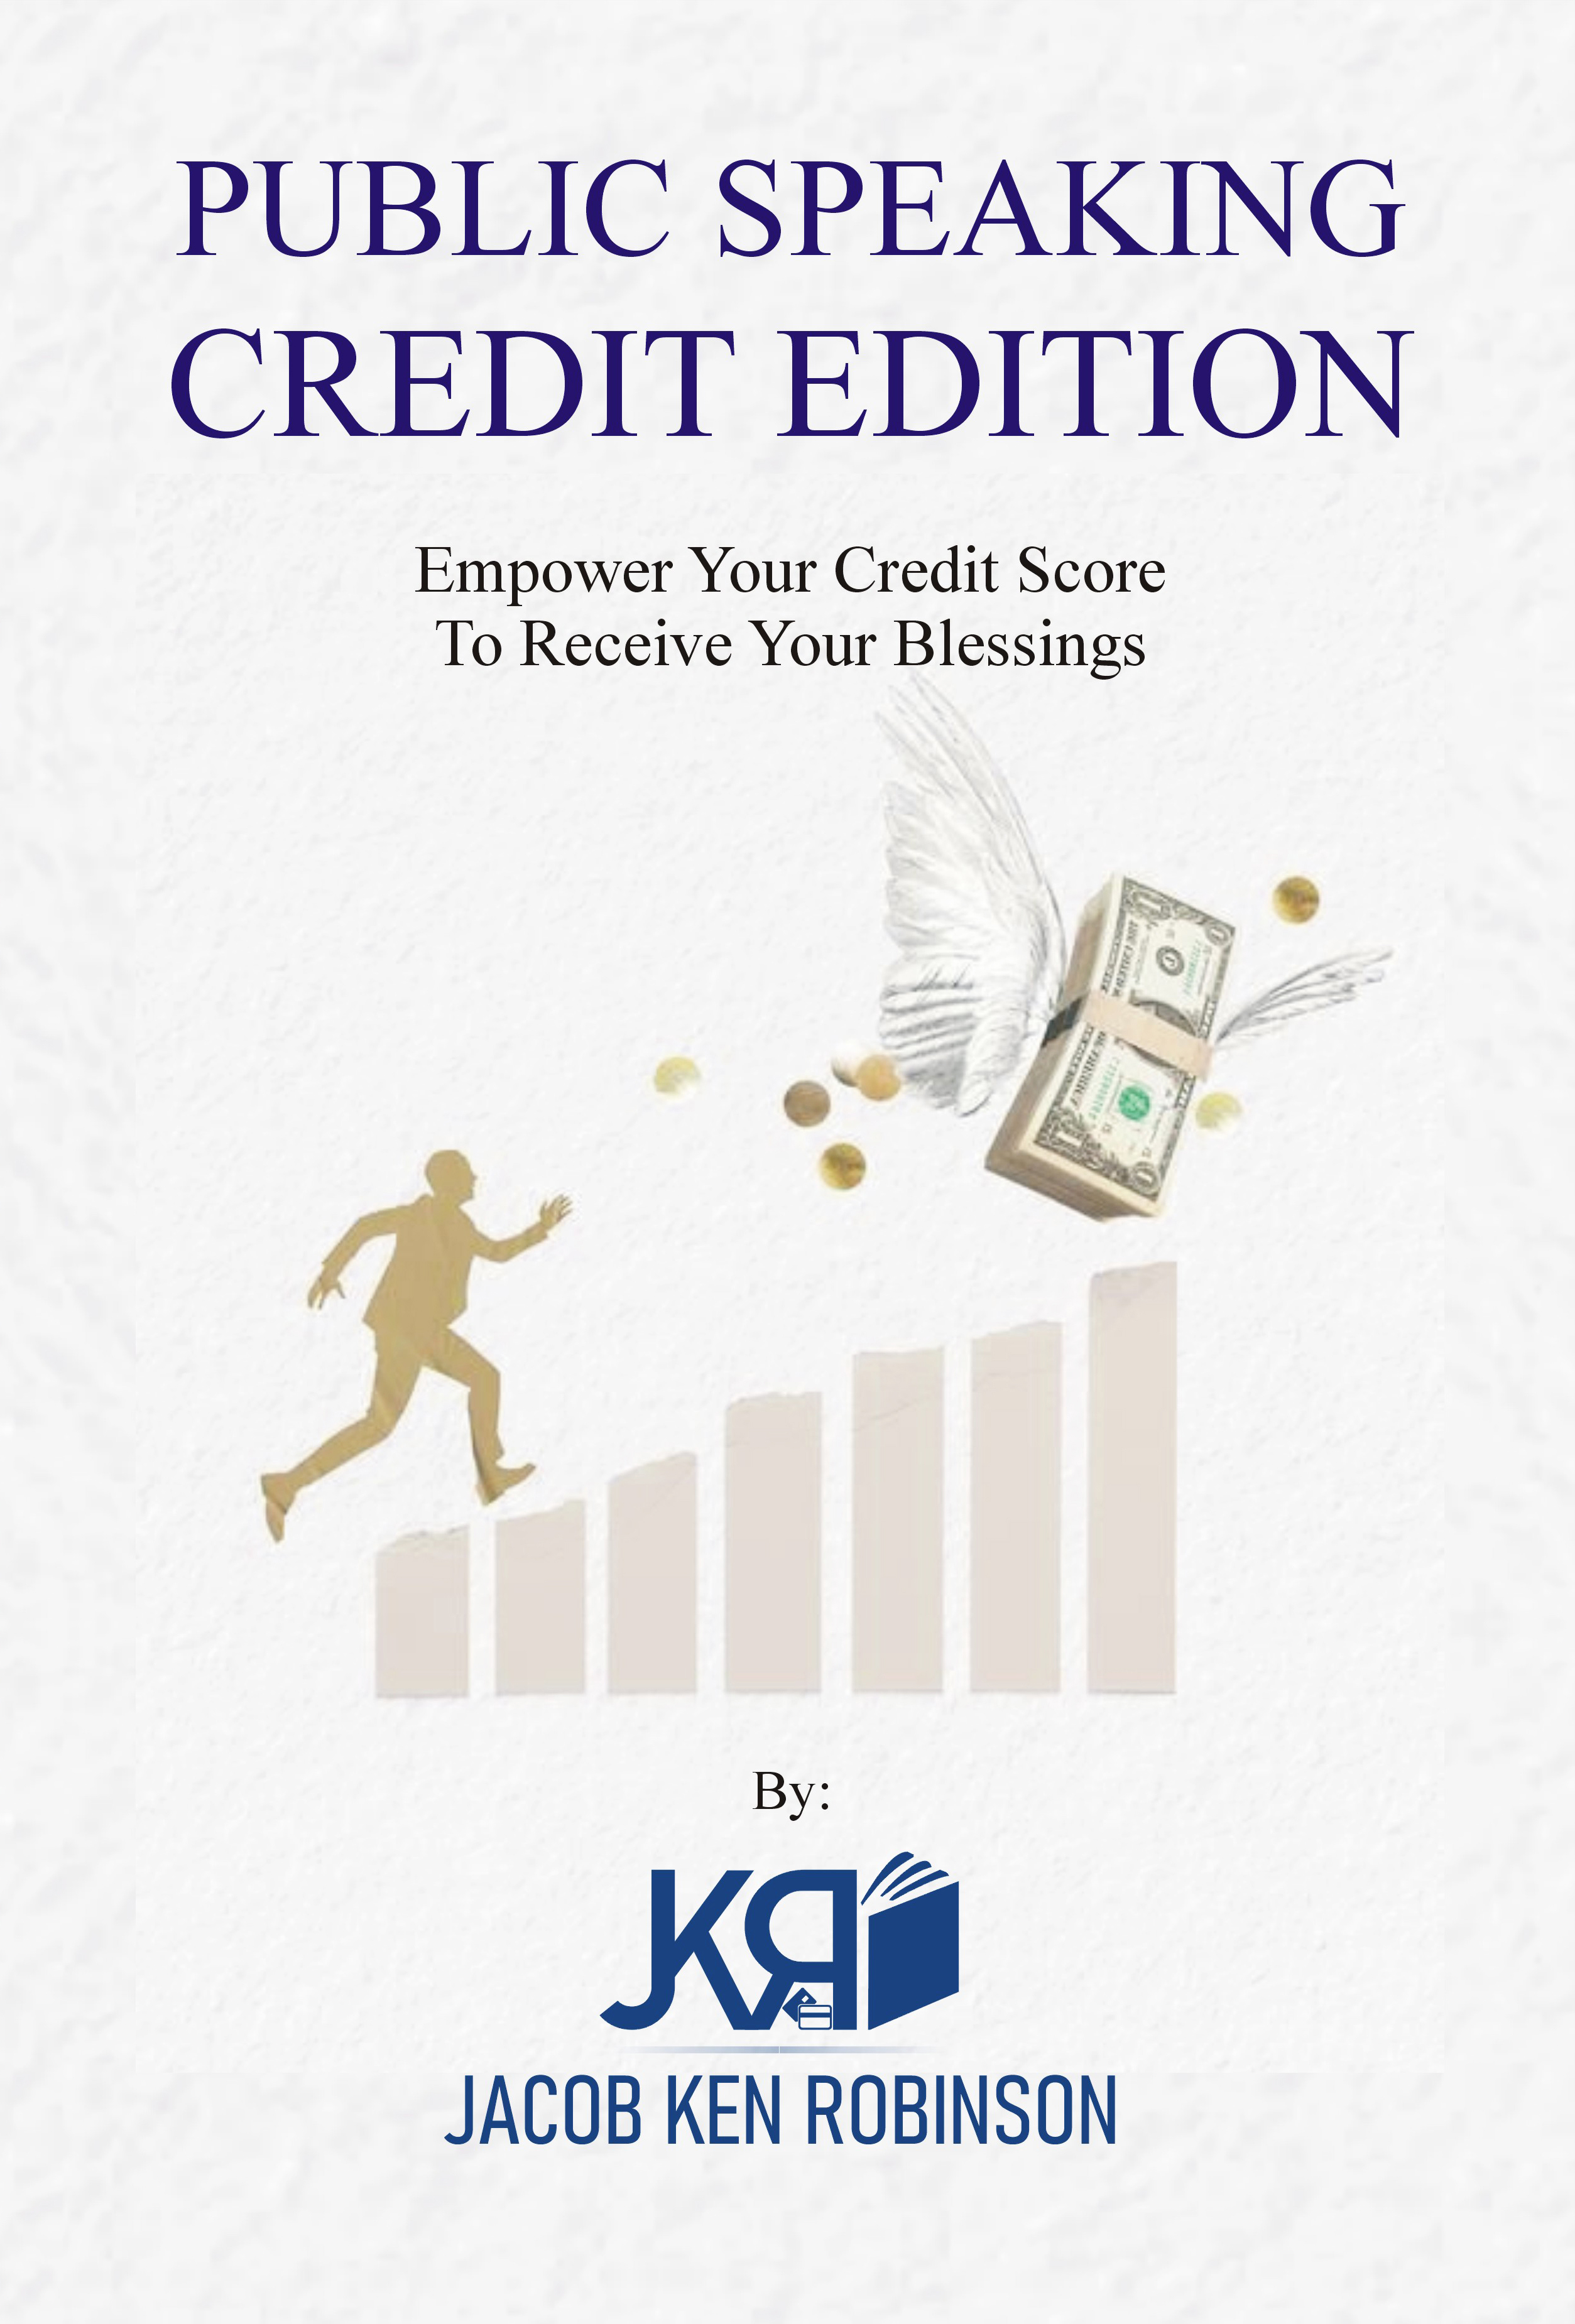 PUBLIC SPEAKING
CREDIT EDITION
Empower Your Credit Score
To Receive Your Blessings
By:
JKR
JACOB KEN ROBINSON